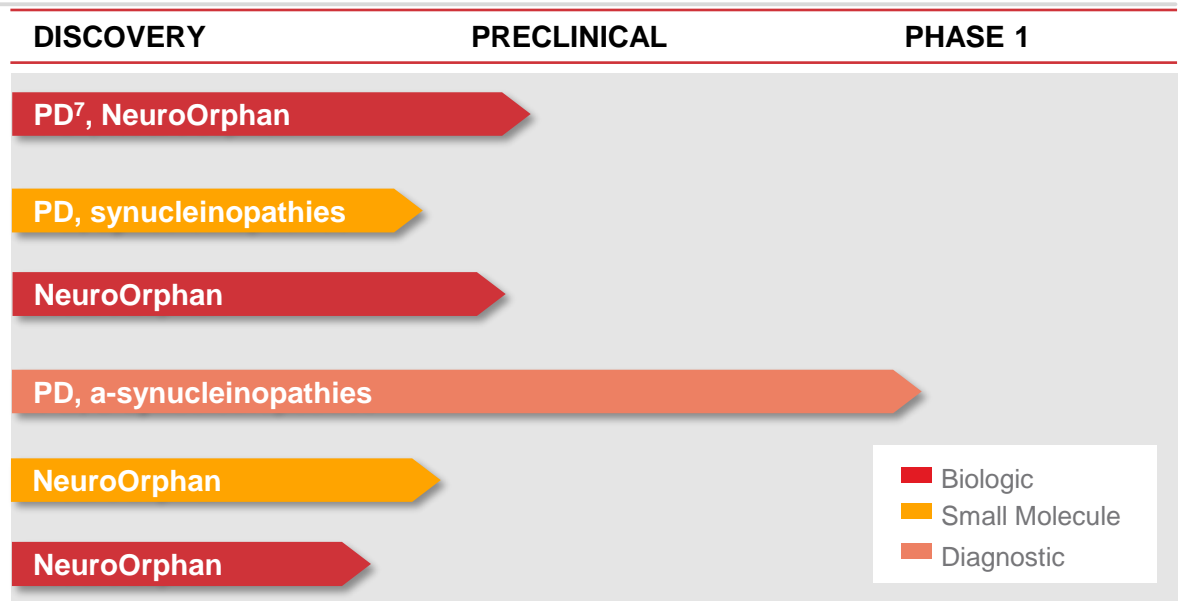 DISCOVERY PRECLINICAL PHASE 1
PD⁷, NeuroOrphan
PD, synucleinopathies
NeuroOrphan
PD, a-synucleinopathies
NeuroOrphan
NeuroOrphan
Biologic
Small Molecule
Diagnostic